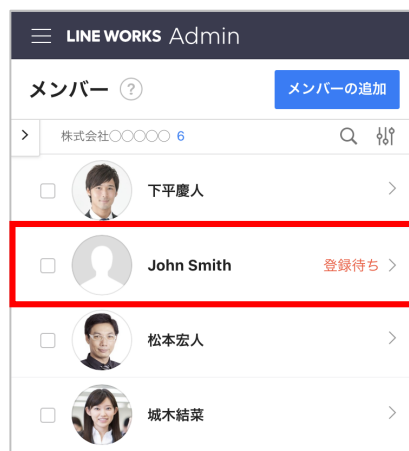 LINE WORKS Admin
メンバー ?
メンバーの追加
株式会社○○○○○ 6
下平慶人
John Smith 登録待ち
松本宏人
城木結菜